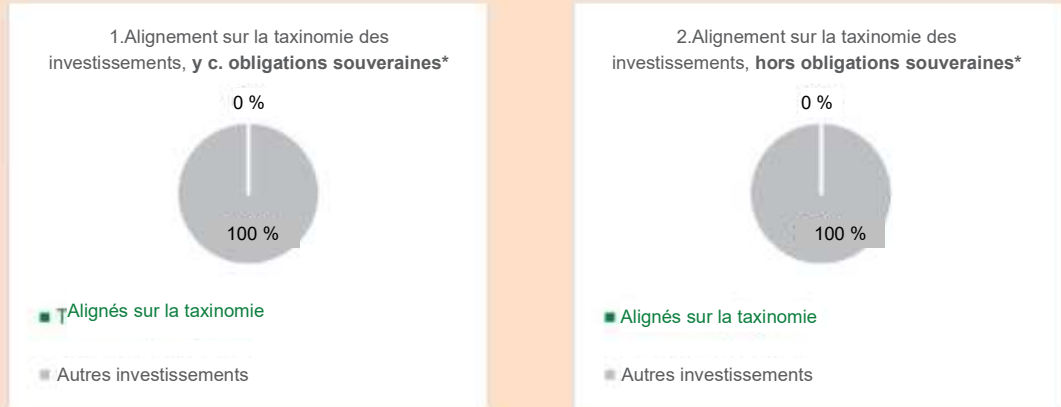 1.Alignement sur la taxinomie des
investissements, y c. obligations souveraines*
0 %
100 %
TAlignés sur la taxinomie
Autres investissements
2.Alignement sur la taxinomie des
investissements, hors obligations souveraines*
0 %
100 %
Alignés sur la taxinomie
Autres investissements